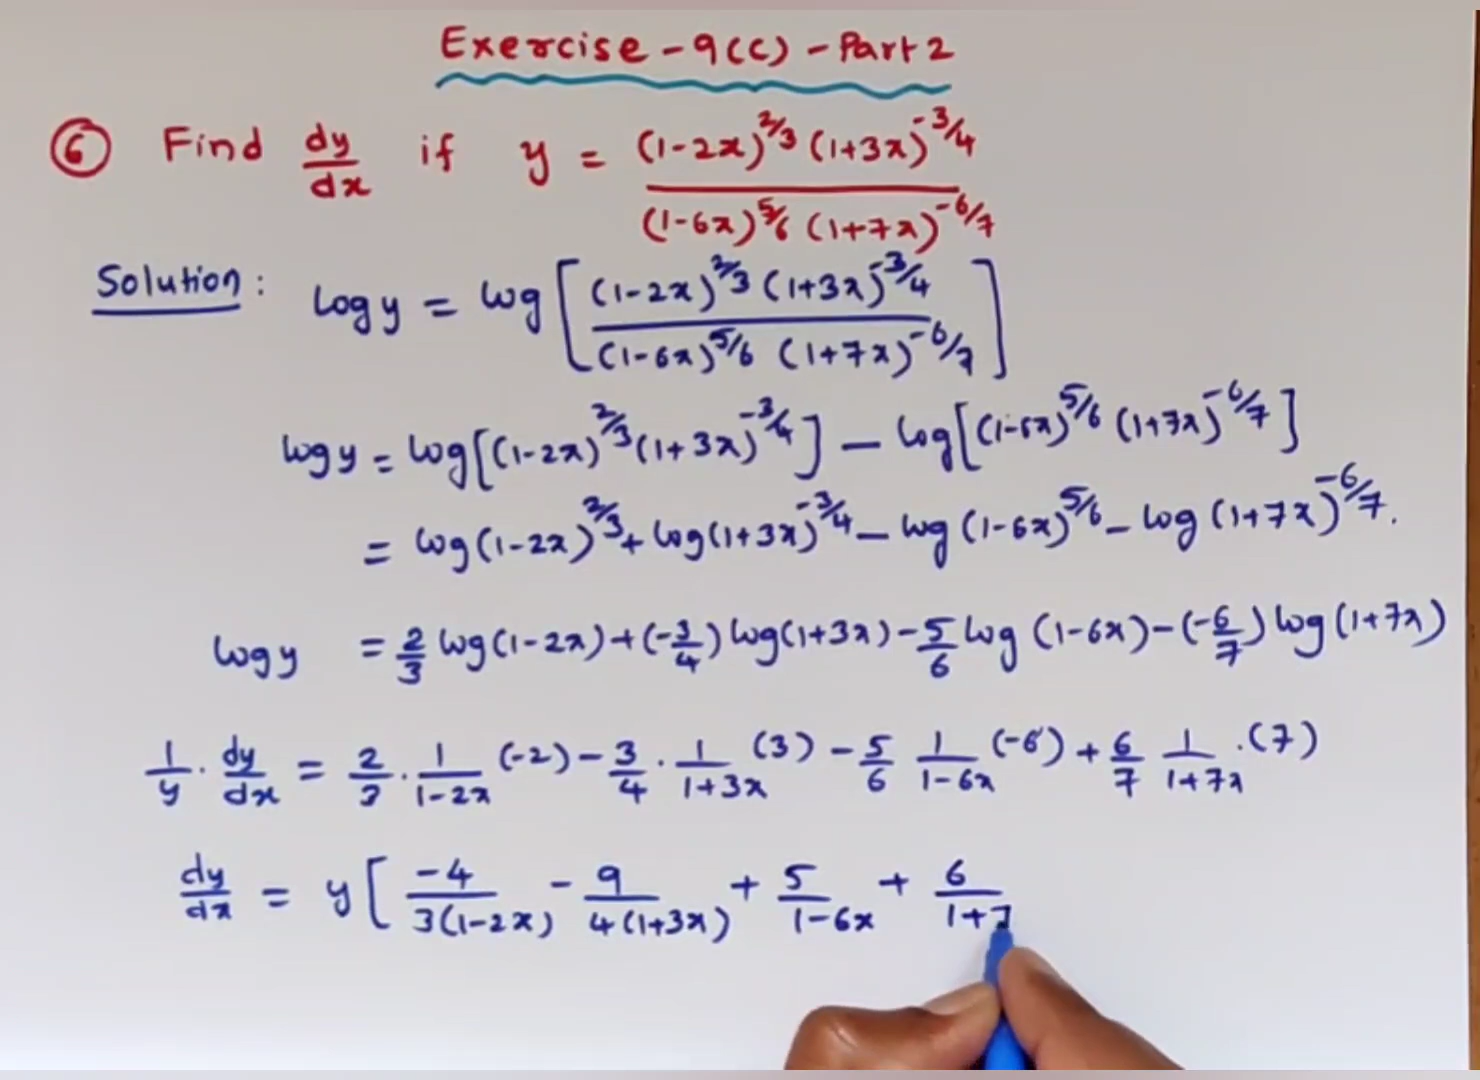 Exercise - 9(C) - Part 2
⑥ Find dy/dx if y = (1-2x)^2/3 (1+3x)^-3/4 / (1-6x)^5/6 (1+7x)^-6/7
Solution : log y = log [ (1-2x)^2/3 (1+3x)^-3/4 / (1-6x)^5/6 (1+7x)^-6/7 ]
log y = log [(1-2x)^2/3 (1+3x)^-3/4 ] - log [(1-6x)^5/6 (1+7x)^-6/7 ]
= log (1-2x)^2/3 + log (1+3x)^-3/4 - log (1-6x)^5/6 - log (1+7x)^-6/7.
log y = 2/3 log (1-2x) + (-3/4) log (1+3x) - 5/6 log (1-6x) - (-6/7) log (1+7x)
1/y . dy/dx = 2/3 . 1/1-2x (-2) - 3/4 . 1/1+3x (3) - 5/6 1/1-6x (-6) + 6/7 1/1+7x .(7)
dy/dx = y [ -4/3(1-2x) - 9/4(1+3x) + 5/1-6x + 6/1+7